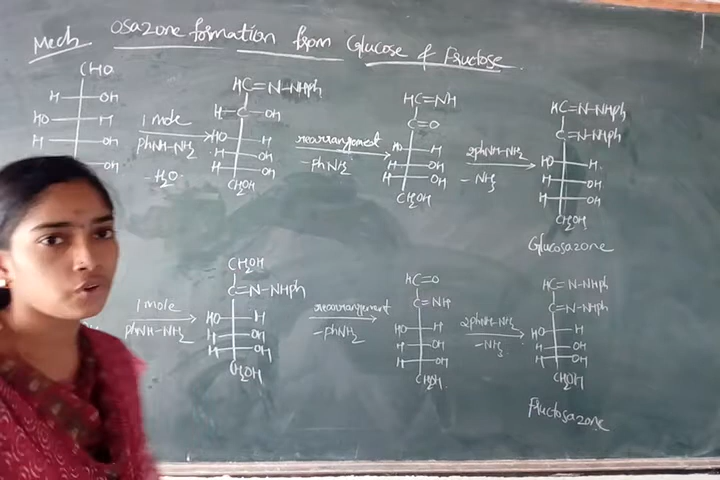 Mech Osazone formation from Glucose & Fructose.
CHO
H OH
HO H
H OH
OH
1 mole
phNH-NH2
-H2O
HC=N-NHph
H-C-OH
HO H
H OH
H OH
CH2OH
rearrangement
-phNH2
HC=NH
C=O
HO H
H OH
H OH
CH2OH
2phNH-NH2
-NH3
HC=N-NHph
C=N-NHph
HO H
H OH
H OH
CH2OH
Glucosazone
1 mole
phNH-NH2
CH2OH
C=N-NHph
HO H
H OH
H OH
CH2OH
rearrangement
-phNH2
HC=O
C=NH
HO H
H OH
H OH
CH2OH
2phNH-NH2
-NH3
HC=N-NHph
C=N-NHph
HO H
H OH
H OH
CH2OH
Fructosazone